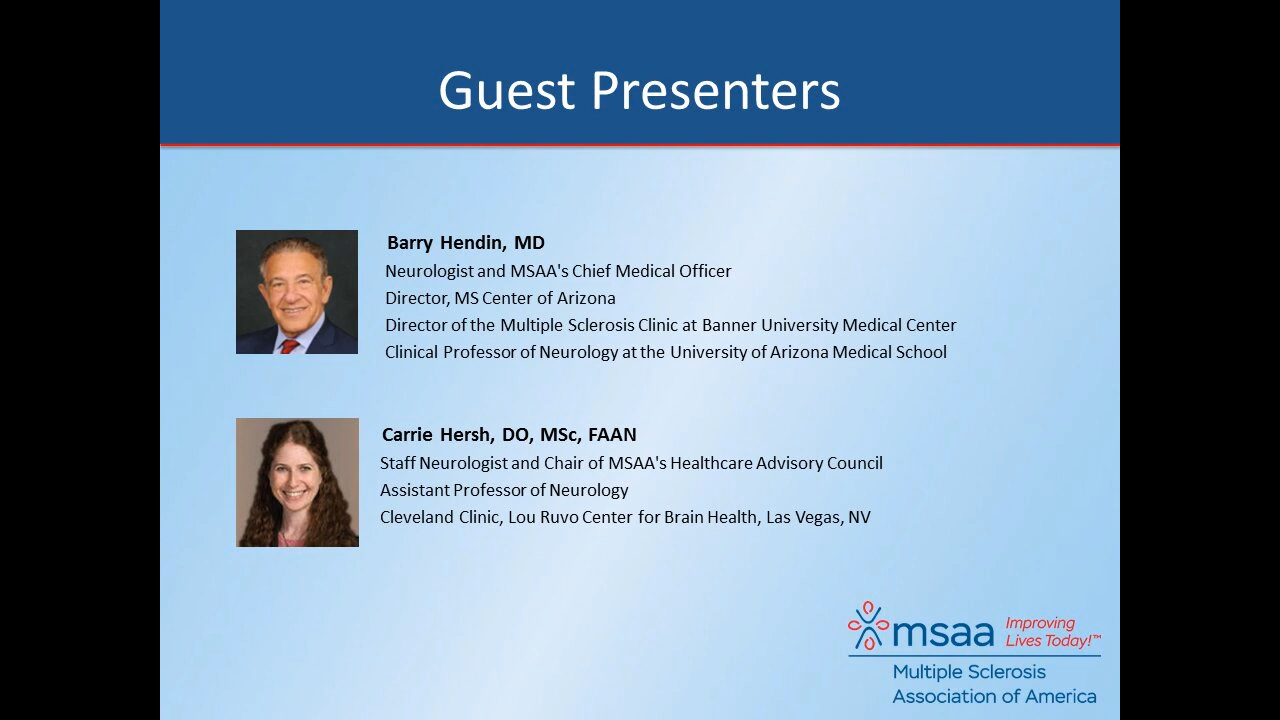 Guest Presenters
Barry Hendin, MD
Neurologist and MSAA's Chief Medical Officer
Director, MS Center of Arizona
Director of the Multiple Sclerosis Clinic at Banner University Medical Center
Clinical Professor of Neurology at the University of Arizona Medical School
Carrie Hersh, DO, MSc, FAAN
Staff Neurologist and Chair of MSAA's Healthcare Advisory Council
Assistant Professor of Neurology
Cleveland Clinic, Lou Ruvo Center for Brain Health, Las Vegas, NV
msaa
Improving
Lives Today!™
Multiple Sclerosis
Association of America